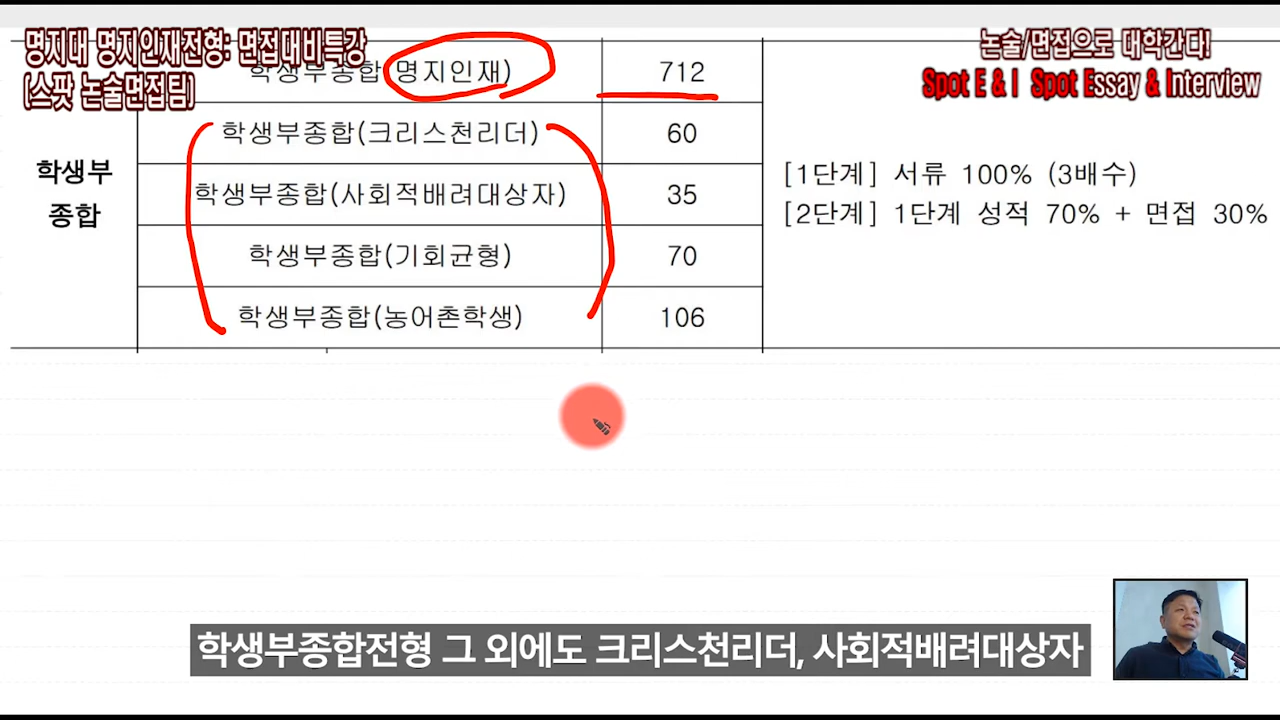 명지대 명지인재전형: 면접대비특강
(스팟 논술면접팀)
논술/면접으로 대학간다!
Spot E & I Spot Essay & Interview
학생부종합(명지인재) 712
학생부
종합
학생부종합(크리스천리더) 60
학생부종합(사회적배려대상자) 35
학생부종합(기회균형) 70
학생부종합(농어촌학생) 106
[1단계] 서류 100% (3배수)
[2단계] 1단계 성적 70% + 면접 30%
학생부종합전형 그 외에도 크리스천리더, 사회적배려대상자